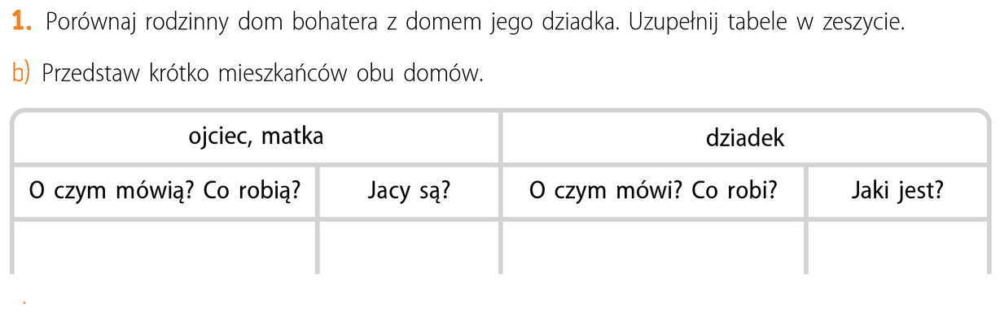 1. Porównaj rodzinny dom bohatera z domem jego dziadka. Uzupełnij tabele w zeszycie.
b) Przedstaw krótko mieszkańców obu domów.
ojciec, matka
dziadek
O czym mówią? Co robią?
Jacy są?
O czym mówi? Co robi?
Jaki jest?